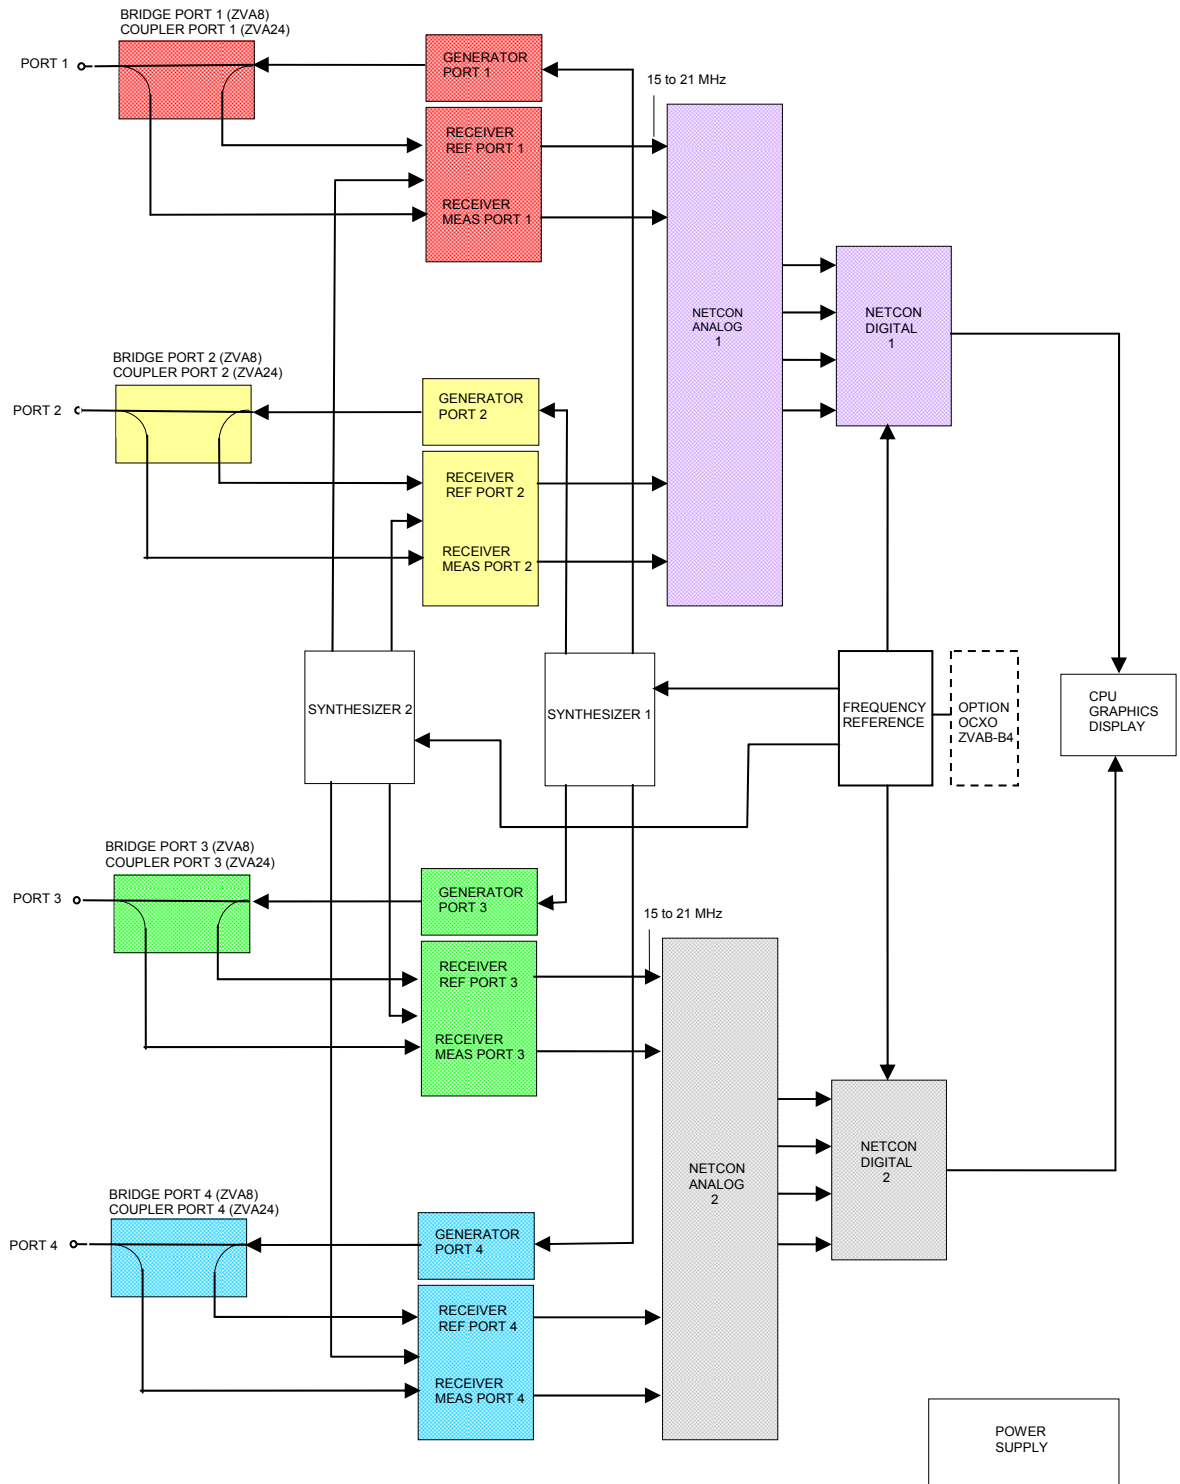 BRIDGE PORT 1 (ZVA8)
COUPLER PORT 1 (ZVA24)
PORT 1
GENERATOR
PORT 1
15 to 21 MHz
RECEIVER
REF PORT 1
RECEIVER
MEAS PORT 1
NETCON
ANALOG
1
NETCON
DIGITAL
1
BRIDGE PORT 2 (ZVA8)
COUPLER PORT 2 (ZVA24)
PORT 2
GENERATOR
PORT 2
RECEIVER
REF PORT 2
RECEIVER
MEAS PORT 2
SYNTHESIZER 2
SYNTHESIZER 1
FREQUENCY
REFERENCE
OPTION
OCXO
ZVAB-B4
CPU
GRAPHICS
DISPLAY
BRIDGE PORT 3 (ZVA8)
COUPLER PORT 3 (ZVA24)
PORT 3
GENERATOR
PORT 3
15 to 21 MHz
RECEIVER
REF PORT 3
RECEIVER
MEAS PORT 3
NETCON
ANALOG
2
NETCON
DIGITAL
2
BRIDGE PORT 4 (ZVA8)
COUPLER PORT 4 (ZVA24)
PORT 4
GENERATOR
PORT 4
RECEIVER
REF PORT 4
RECEIVER
MEAS PORT 4
POWER
SUPPLY